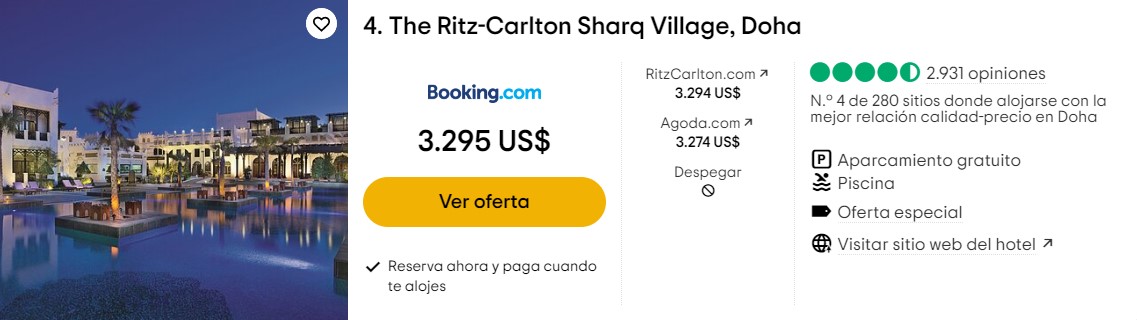 4. The Ritz-Carlton Sharq Village, Doha
Booking.com
3.295 US$
Ver oferta
Reserva ahora y paga cuando
te alojes
RitzCarlton.com
3.294 US$
Agoda.com
3.274 US$
Despegar
2.931 opiniones
N.º 4 de 280 sitios donde alojarse con la
mejor relación calidad-precio en Doha
P Aparcamiento gratuito
Piscina
Oferta especial
Visitar sitio web del hotel